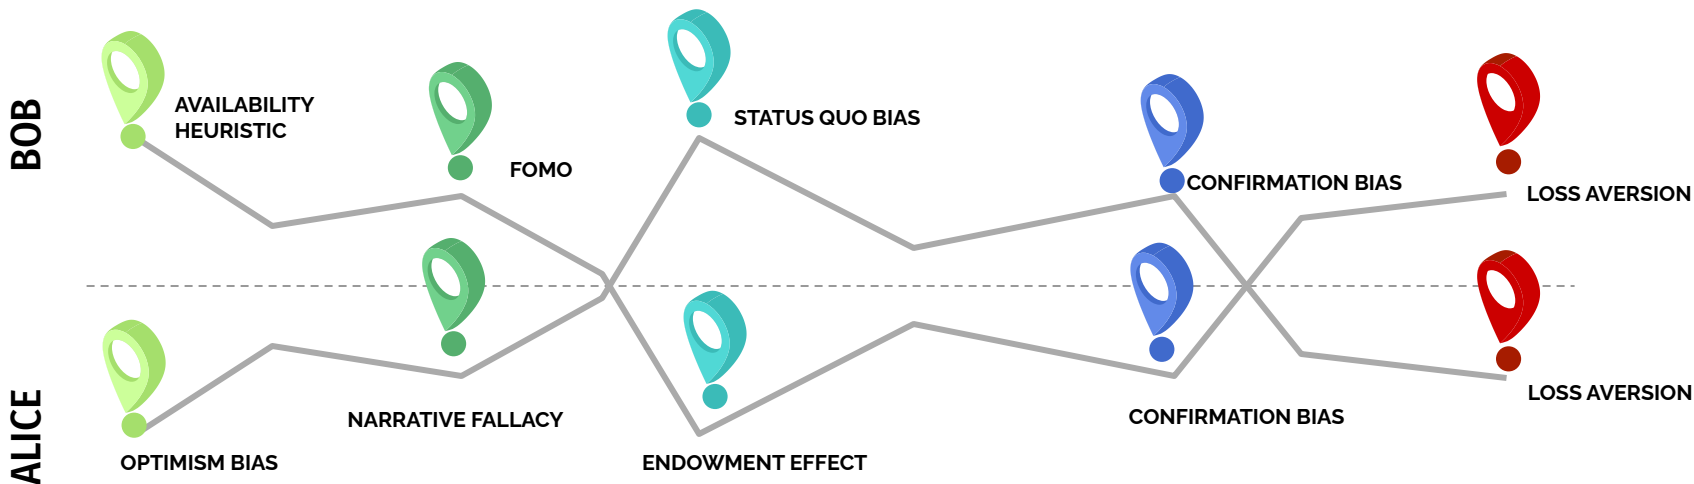 BOB
AVAILABILITY
HEURISTIC
FOMO
STATUS QUO BIAS
CONFIRMATION BIAS
LOSS AVERSION
ALICE
OPTIMISM BIAS
NARRATIVE FALLACY
ENDOWMENT EFFECT
CONFIRMATION BIAS
LOSS AVERSION